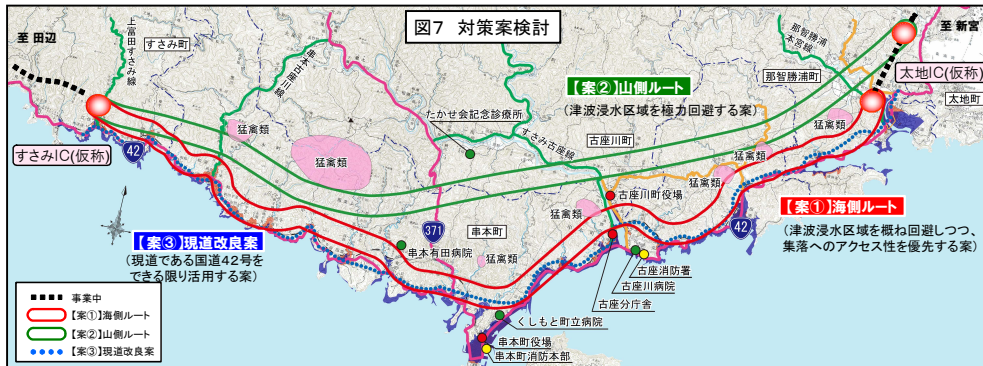 図7 対策案検討
至 田辺
上富田すさみ線
すさみ町
串本古座川線
那智勝浦本宮線
至 新宮
那智勝浦町
太地IC(仮称)
太地町
【案②】山側ルート
(津波浸水区域を極力回避する案)
たかせ会記念診療所
すさみ古座線
古座川町
猛禽類
猛禽類
猛禽類
猛禽類
猛禽類
猛禽類
猛禽類
すさみIC(仮称)
42
古座川町役場
【案①】海側ルート
(津波浸水区域を概ね回避しつつ、
集落へのアクセス性を優先する案)
42
371
串本町
【案③】現道改良案
(現道である国道42号を
できる限り活用する案)
串本有田病院
古座消防署
古座川病院
古座分庁舎
くしもと町立病院
串本町役場
串本町消防本部
事業中
【案①】海側ルート
【案②】山側ルート
【案③】現道改良案